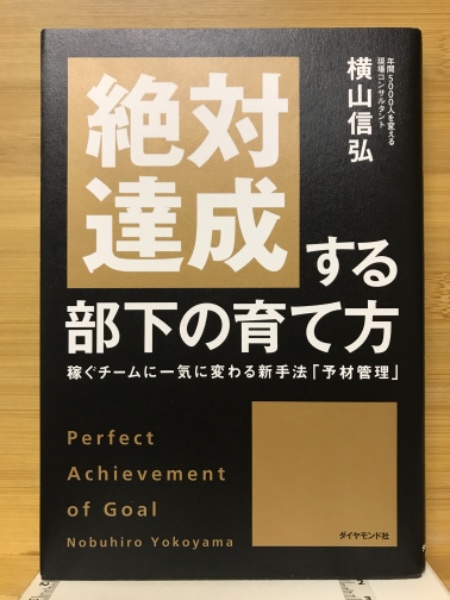 年間5000人を変える
現場コンサルタント
横山信弘
絶対
達成する
部下の育て方
稼ぐチームに一気に変わる新手法「予材管理」
Perfect
Achievement
of Goal
Nobuhiro Yokoyama
ダイヤモンド社